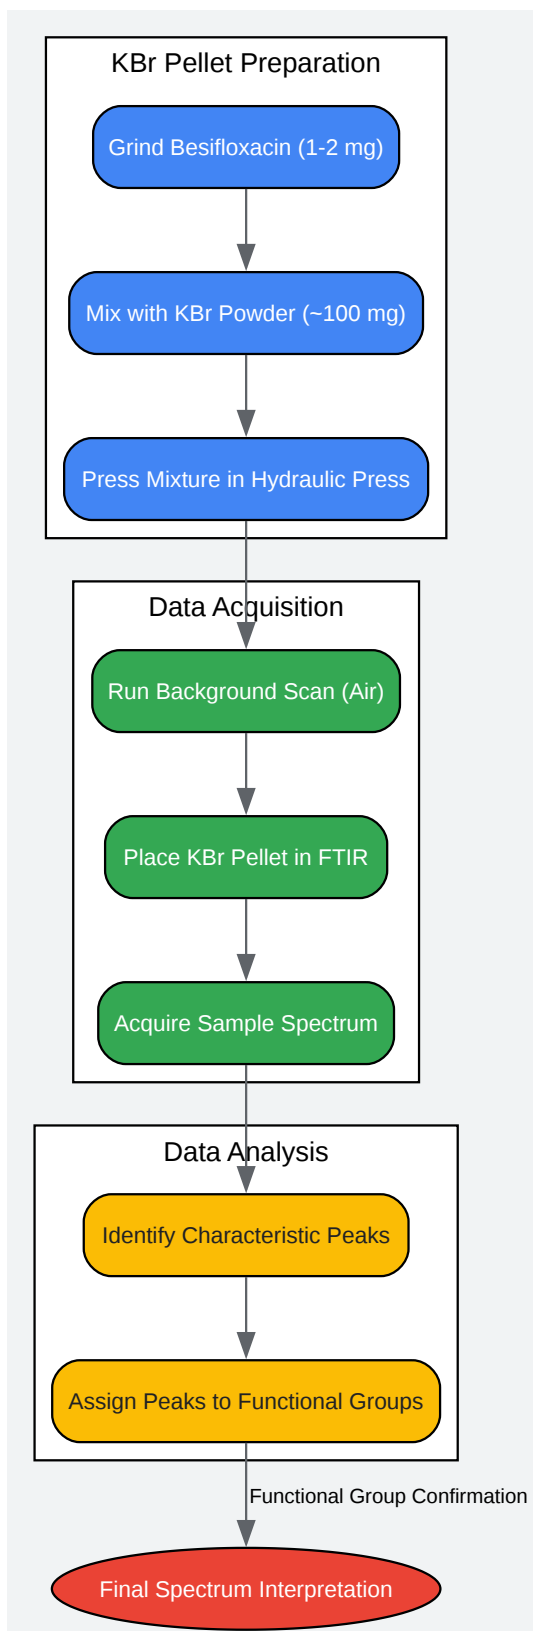 KBr Pellet Preparation
Grind Besifloxacin (1-2 mg)
Mix with KBr Powder (~100 mg)
Press Mixture in Hydraulic Press
Data Acquisition
Run Background Scan (Air)
Place KBr Pellet in FTIR
Acquire Sample Spectrum
Data Analysis
Identify Characteristic Peaks
Assign Peaks to Functional Groups
Functional Group Confirmation
Final Spectrum Interpretation